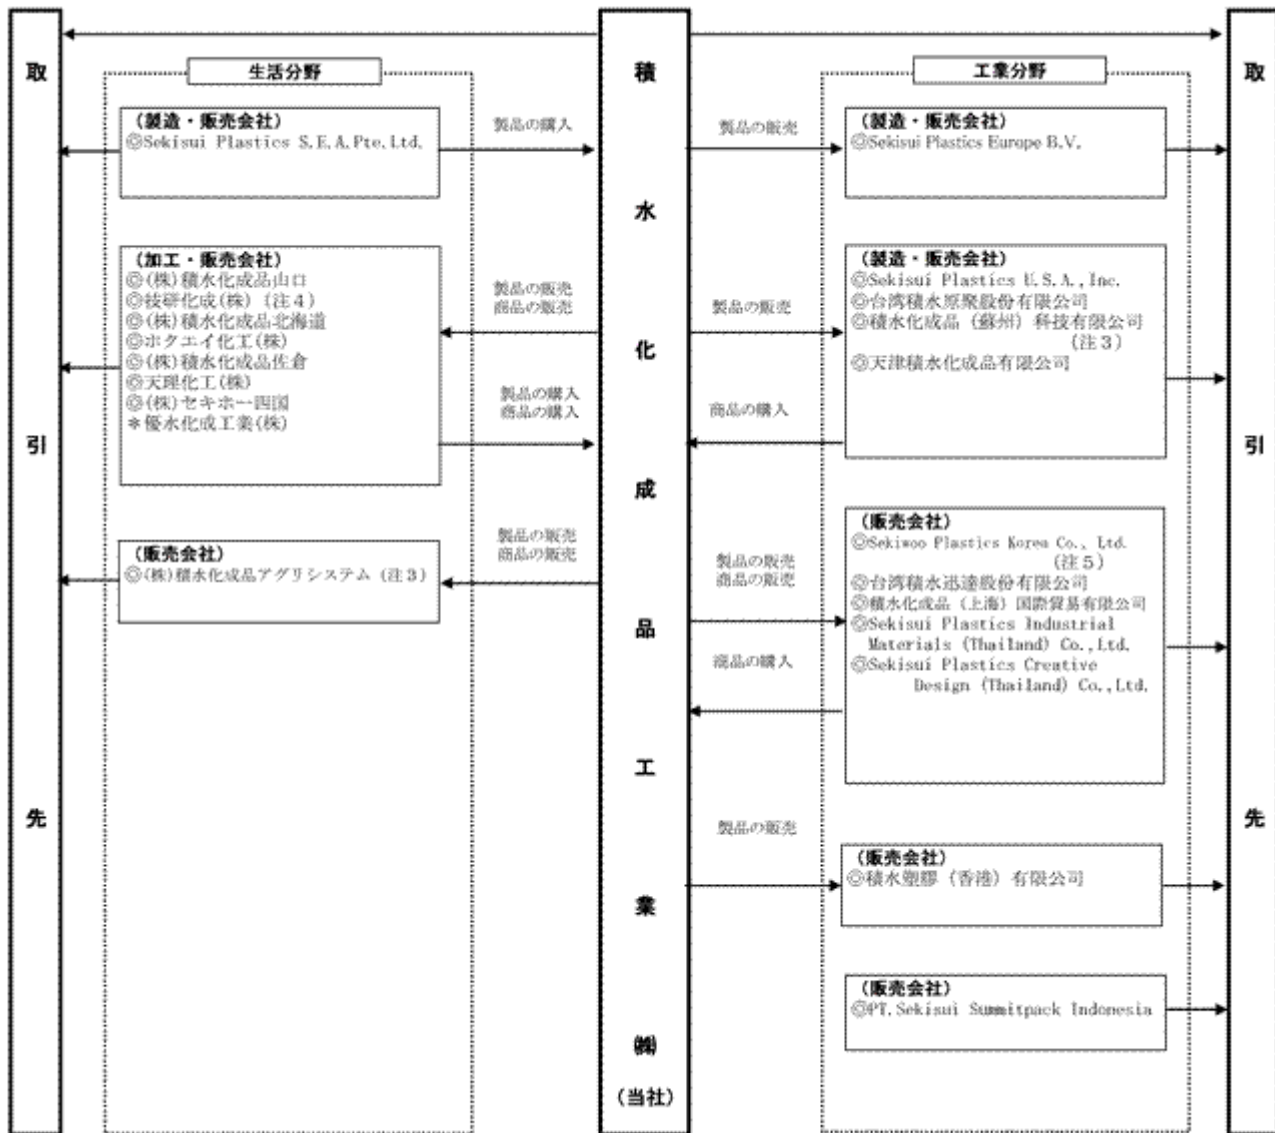 取引先
生活分野
(製造・販売会社)
◎Sekisui Plastics S.E.A.Pte.Ltd.
製品の購入
(加工・販売会社)
◎(株)積水化成品山口
◎技研化成(株)(注4)
◎(株)積水化成品北海道
◎ホクエイ化工(株)
◎(株)積水化成品佐倉
◎天理化工(株)
◎(株)セキホー四国
＊優水化成工業(株)
製品の販売
商品の販売
製品の購入
商品の購入
(販売会社)
◎(株)積水化成品アグリシステム(注3)
製品の販売
商品の販売
積水化成品工業㈱
(当社)
工業分野
製品の販売
(製造・販売会社)
◎Sekisui Plastics Europe B.V.
製品の販売
商品の購入
(製造・販売会社)
◎Sekisui Plastics U.S.A.,Inc.
◎台湾積水原聚股份有限公司
◎積水化成品(蘇州)科技有限公司
(注3)
◎天津積水化成品有限公司
製品の販売
商品の販売
商品の購入
(販売会社)
◎Sekiwoo Plastics Korea Co., Ltd.
(注5)
◎台湾積水迅達股份有限公司
◎積水化成品(上海)国際貿易有限公司
◎Sekisui Plastics Industrial
Materials (Thailand) Co.,Ltd.
◎Sekisui Plastics Creative
Design (Thailand) Co.,Ltd.
製品の販売
(販売会社)
◎積水塑膠(香港)有限公司
(販売会社)
◎PT.Sekisui Summitpack Indonesia
取引先